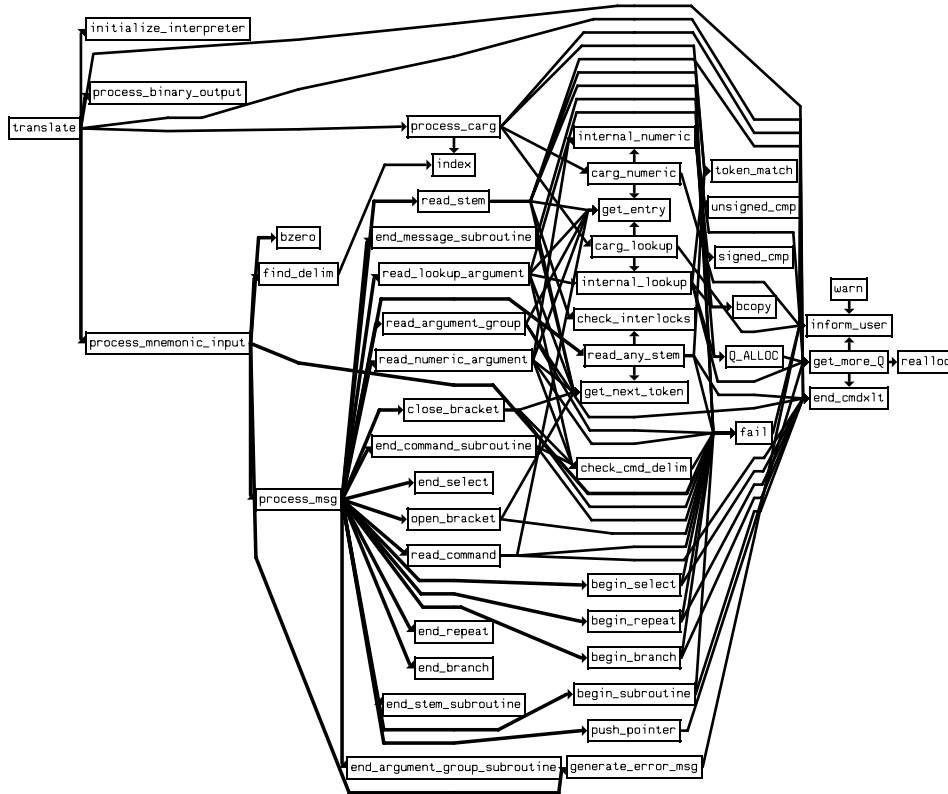 initialize_interpreter
process_binary_output
translate
process_carg
internal_numeric
index
carg_numeric
token_match
read_stem
get_entry
unsigned_cmp
bzero
end_message_subroutine
carg_lookup
signed_cmp
find_delim
read_lookup_argument
internal_lookup
warn
bcopy
read_argument_group
check_interlocks
inform_user
process_mnemonic_input
read_numeric_argument
read_any_stem
Q_ALLOC
get_more_Q
realloc
get_next_token
end_cmdxlt
close_bracket
fail
end_command_subroutine
check_cmd_delim
end_select
process_msg
open_bracket
read_command
begin_select
begin_repeat
end_repeat
begin_branch
end_branch
begin_subroutine
end_stem_subroutine
push_pointer
end_argument_group_subroutine
generate_error_msg